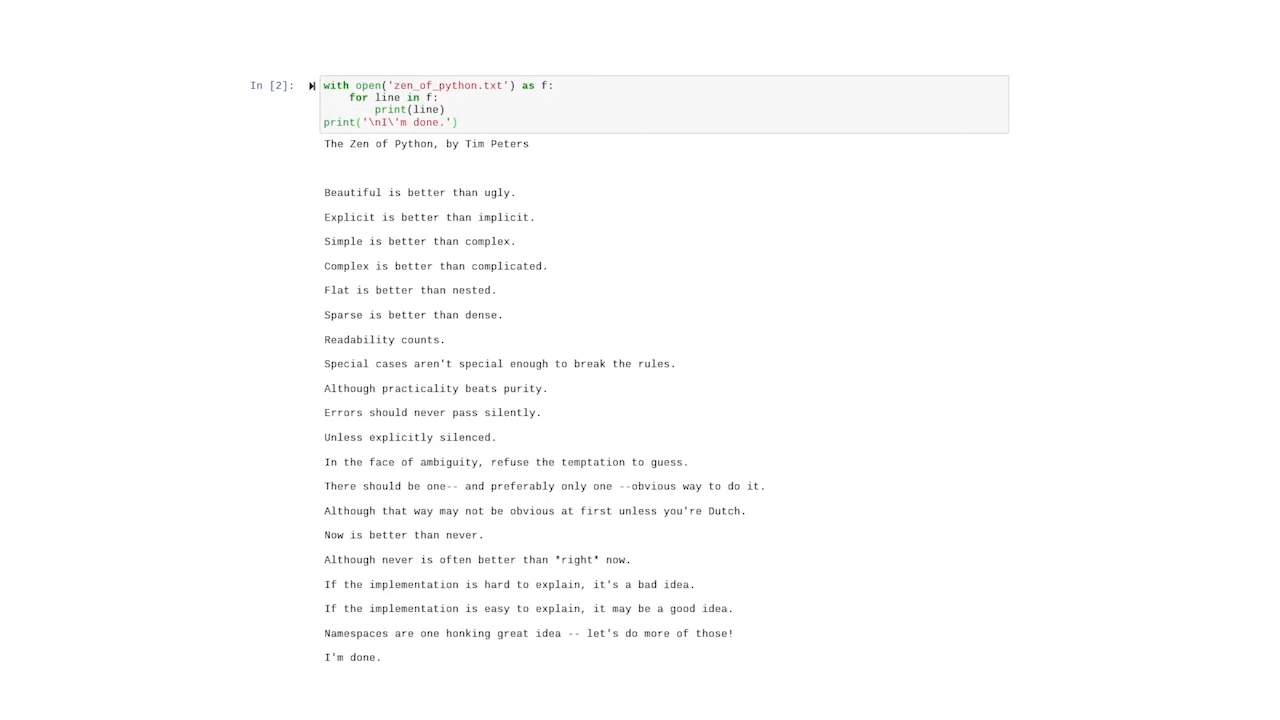 In [2]:
with open('zen_of_python.txt') as f:
    for line in f:
        print(line)
print('\nI\'m done.')
The Zen of Python, by Tim Peters
Beautiful is better than ugly.
Explicit is better than implicit.
Simple is better than complex.
Complex is better than complicated.
Flat is better than nested.
Sparse is better than dense.
Readability counts.
Special cases aren't special enough to break the rules.
Although practicality beats purity.
Errors should never pass silently.
Unless explicitly silenced.
In the face of ambiguity, refuse the temptation to guess.
There should be one-- and preferably only one --obvious way to do it.
Although that way may not be obvious at first unless you're Dutch.
Now is better than never.
Although never is often better than *right* now.
If the implementation is hard to explain, it's a bad idea.
If the implementation is easy to explain, it may be a good idea.
Namespaces are one honking great idea -- let's do more of those!
I'm done.